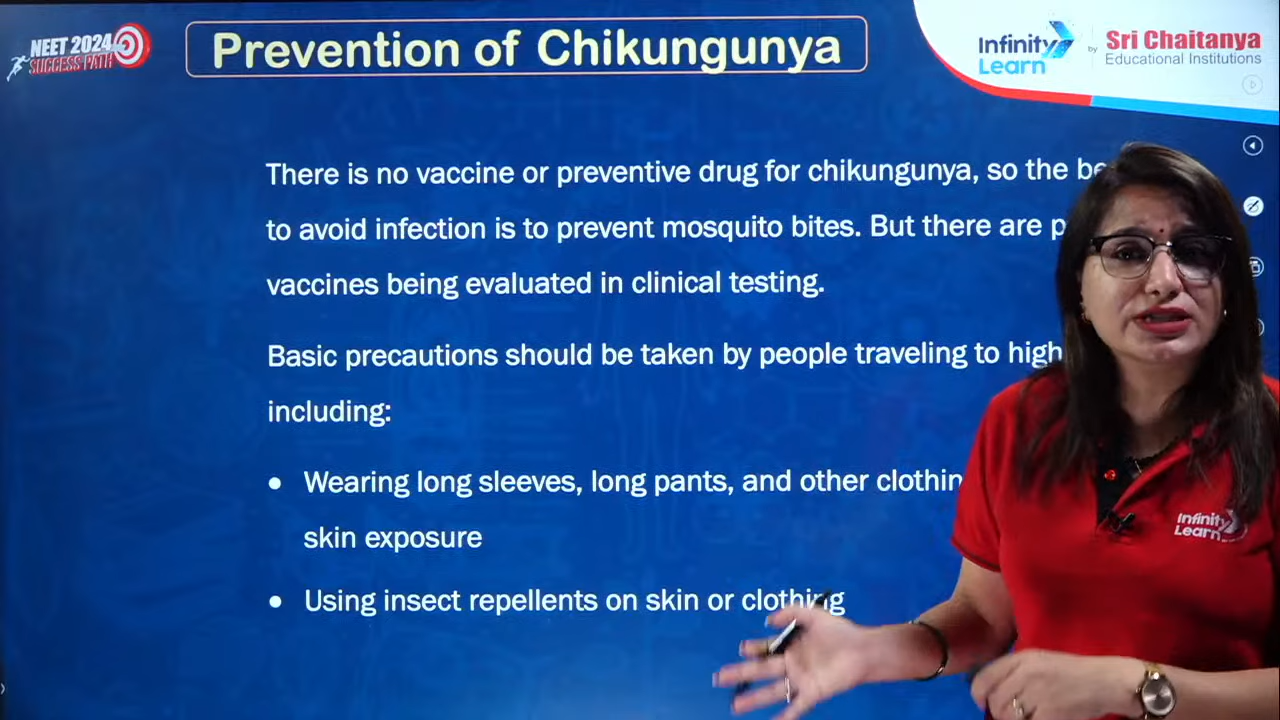 NEET 2024
SUCCESS PATH
Prevention of Chikungunya
Infinity
Learn
by
Sri Chaitanya
Educational Institutions
There is no vaccine or preventive drug for chikungunya, so the
to avoid infection is to prevent mosquito bites. But there are
vaccines being evaluated in clinical testing.
Basic precautions should be taken by people traveling to high
including:
• Wearing long sleeves, long pants, and other
skin exposure
• Using insect repellents on skin or clothing
Infinity
Learn